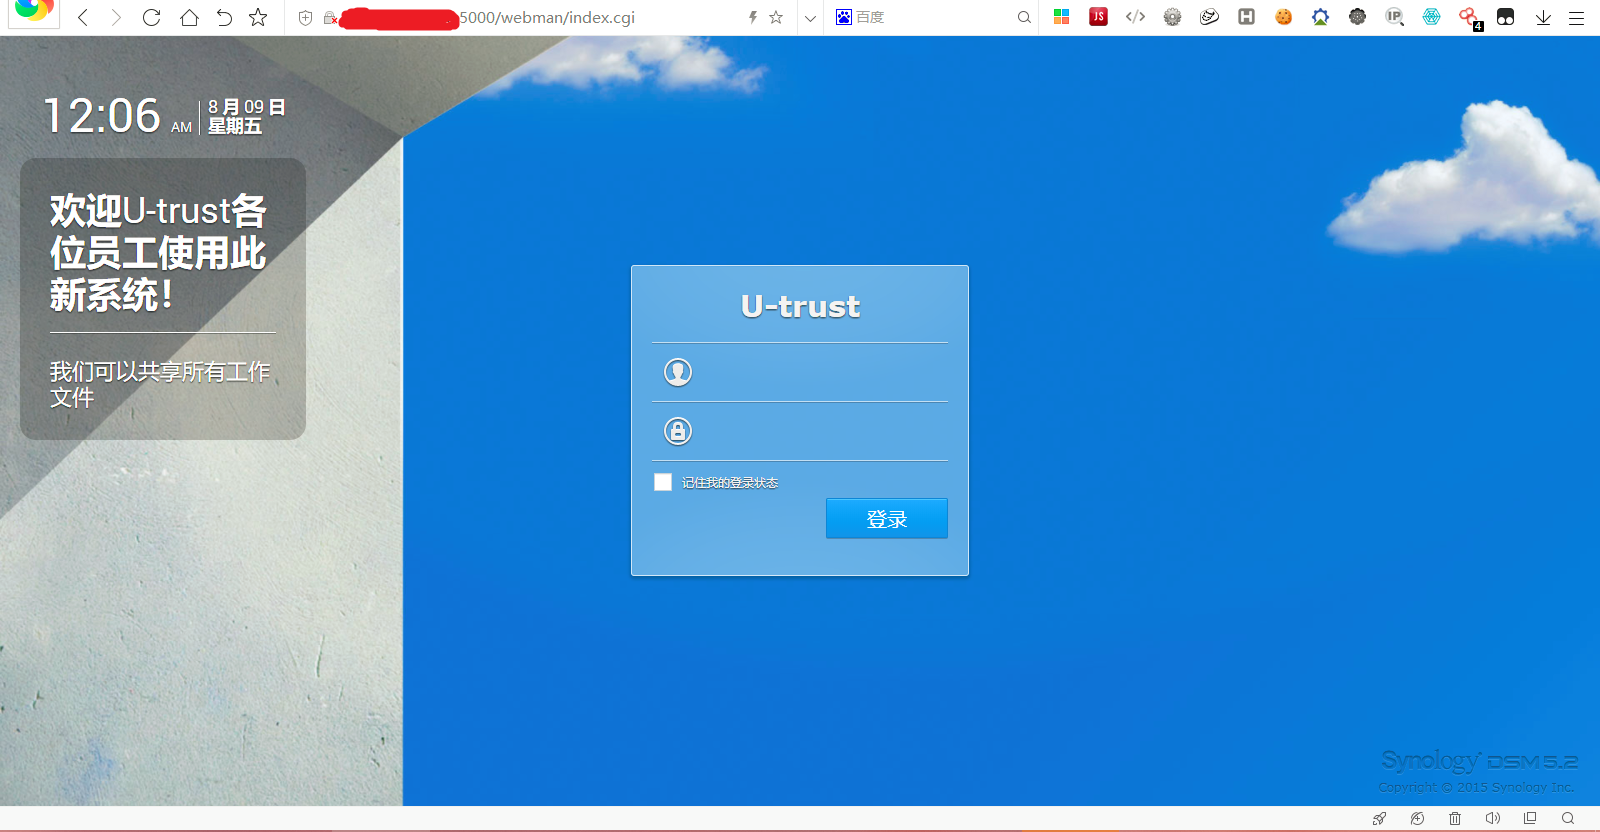 5000/webman/index.cgi
百度
JS
</>
H
IP
4
12:06 AM
8 月 09 日
星期五
欢迎U-trust各
位员工使用此
新系统！
我们可以共享所有工作
文件
U-trust
记住我的登录状态
登录
Synology DSM 5.2
Copyright © 2015 Synology Inc.